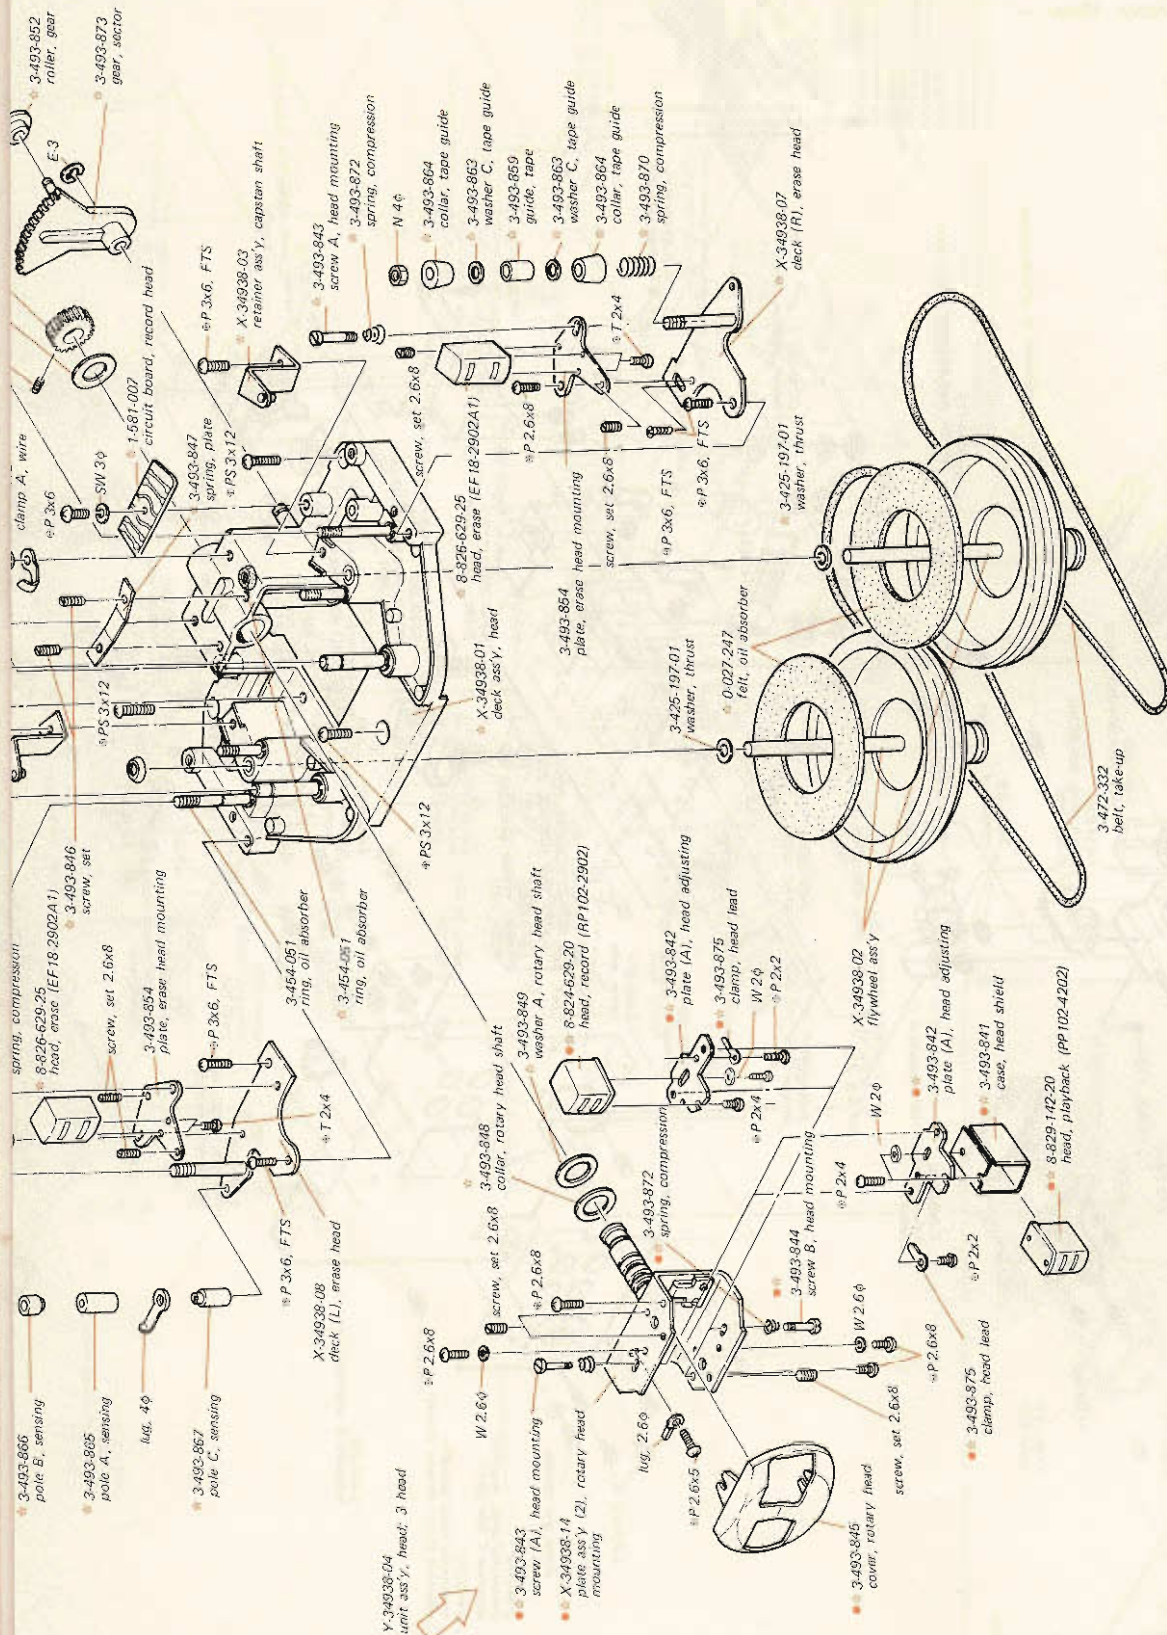 3-493-852
roller, gear
3-493-873
gear, sector
E-3
⊕P 3x6, FTS
X-34938-03
retainer ass'y, capstan shaft
3-493-843
screw A, head mounting
3-493-872
spring, compression
N 4φ
3-493-864
collar, tape guide
3-493-863
washer C, tape guide
3-493-859
guide, tape
3-493-863
washer C, tape guide
3-493-864
collar, tape guide
3-493-870
spring, compression
X-34938-07
deck (R), erase head
clamp A, wire
⊕P 3x6
SW 3φ
1-581-007
circuit board, record head
3-493-847
spring, plate
⊕PS 3x12
screw, set 2.6x8
8-826-629-25
head, erase (EF18-2902A1)
⊕P 2.6x8
⊕T 2x4
3-493-854
plate, erase head mounting
screw, set 2.6x8
⊕P 3x6, FTS
⊕P 3x6, FTS
3-425-197-01
washer, thrust
⊕PS 3x12
X-34938-01
deck ass'y, head
3-425-197-01
washer, thrust
0-027-247
felt, oil absorber
⊕PS 3x12
3-472-332
belt, take-up
spring, compression
8-826-629-25
head, erase (EF18-2902A1)
3-493-846
screw, set
screw, set 2.6x8
3-493-854
plate, erase head mounting
⊕P 3x6, FTS
3-454-051
ring, oil absorber
3-454-051
ring, oil absorber
⊕T 2x4
⊕P 3x6, FTS
X-34938-08
deck (L), erase head
3-493-849
washer A, rotary head shaft
3-493-848
collar, rotary head shaft
8-824-629-20
head, record (RP102-2902)
3-493-842
plate (A), head adjusting
3-493-875
clamp, head lead
W 2φ
⊕P 2x2
⊕P 2x4
X-34938-02
flywheel ass'y
3-493-866
pole B, sensing
3-493-865
pole A, sensing
lug, 4φ
3-493-867
pole C, sensing
screw, set 2.6x8
⊕P 2.6x8
⊕P 2.6x8
W 2.6φ
3-493-872
spring, compression
3-493-844
screw B, head mounting
⊕P 2x4
W 2φ
3-493-842
plate (A), head adjusting
3-493-841
case, head shield
8-829-142-20
head, playback (PP102-4202)
⊕P 2x2
3-493-875
clamp, head lead
W 2.6φ
⊕P 2.6x8
screw, set 2.6x8
Y-34938-04
unit ass'y, head; 3 head
3-493-843
screw (A), head mounting
X-34938-14
plate ass'y (2), rotary head
mounting
lug, 2.6φ
⊕P 2.6x5
3-493-845
cover, rotary head